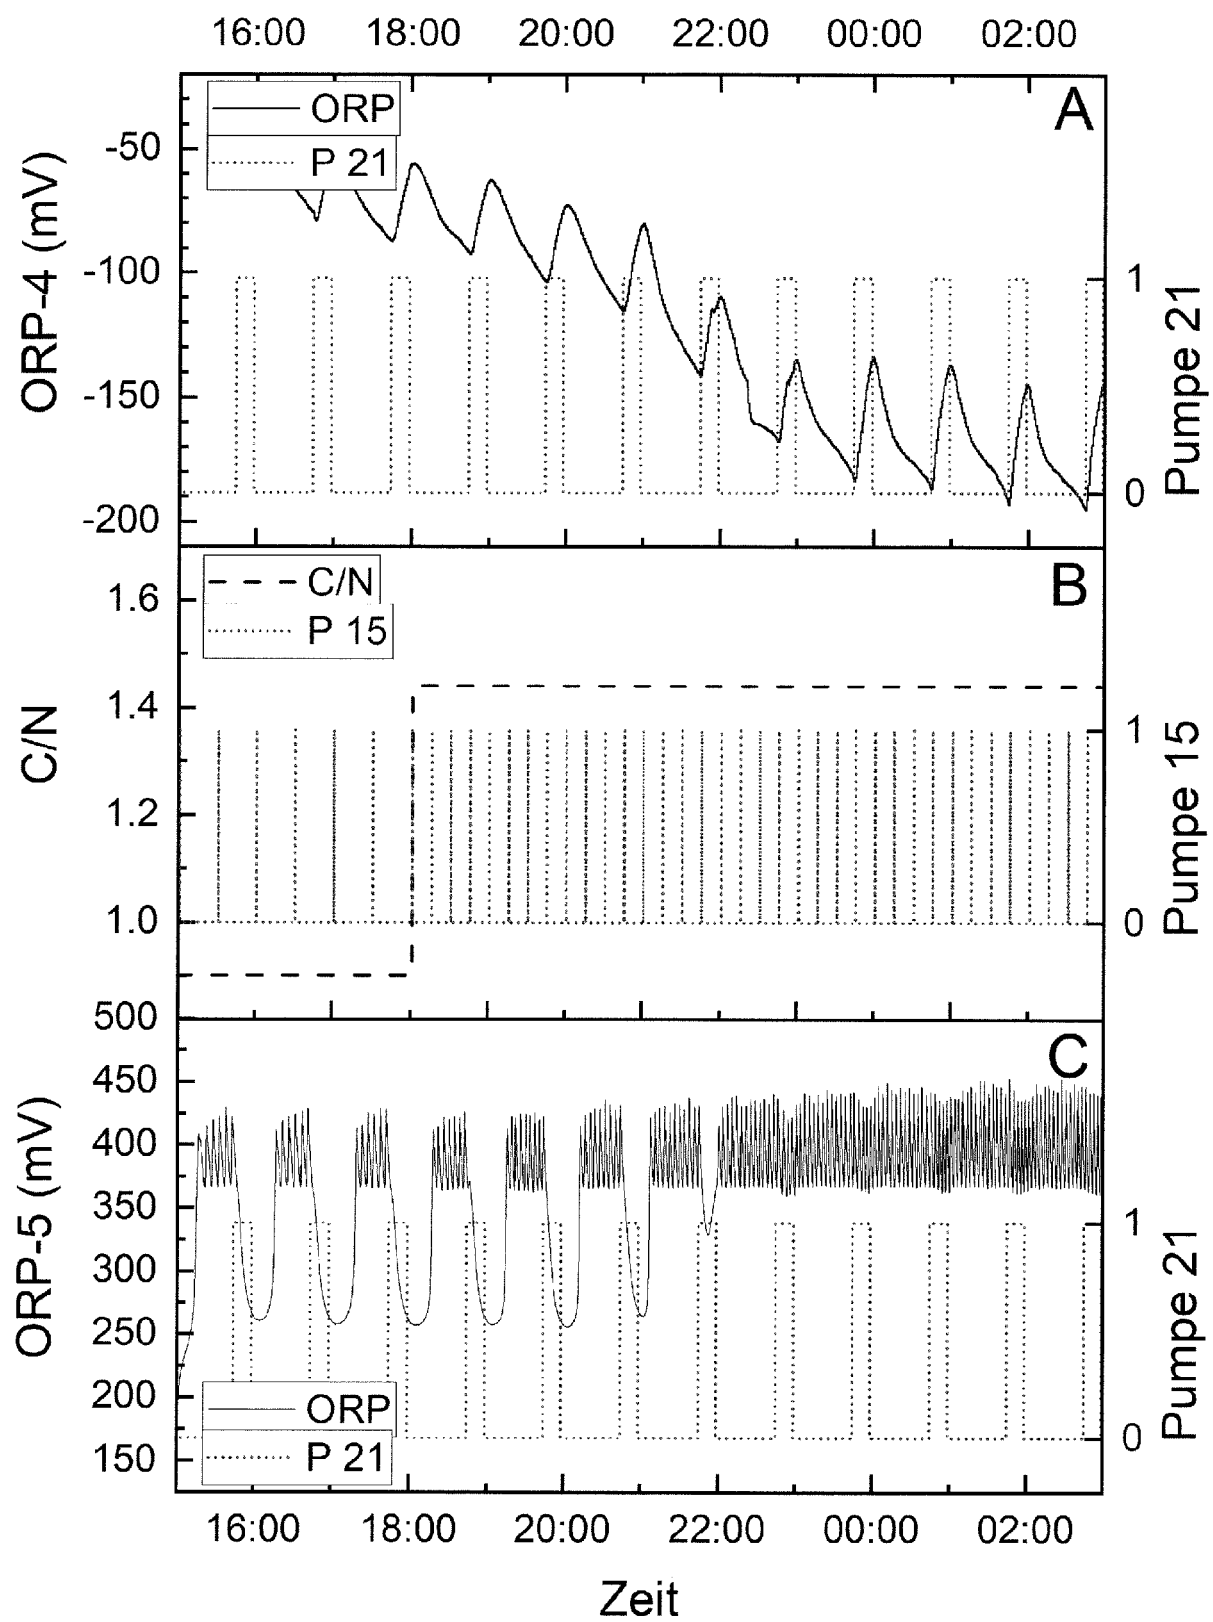 16:00 18:00 20:00 22:00 00:00 02:00
A
ORP
P 21
-50
-100
-150
-200
ORP-4 (mV)
1
0
Pumpe 21
B
C/N
P 15
1.6
1.4
1.2
1.0
C/N
1
0
Pumpe 15
C
500
450
400
350
300
250
200
150
ORP-5 (mV)
1
0
Pumpe 21
ORP
P 21
16:00 18:00 20:00 22:00 00:00 02:00
Zeit